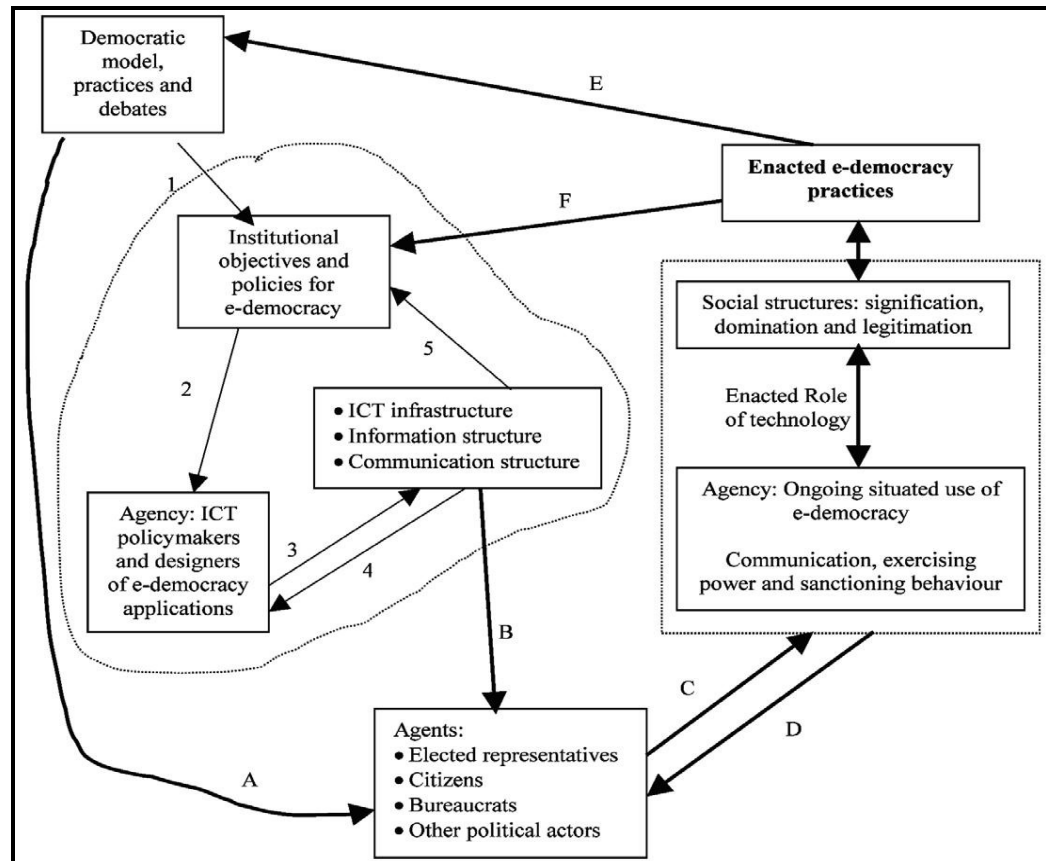 Democratic model,
practices and
debates
E
Enacted e-democracy
practices
1
F
Institutional
objectives and
policies for
e-democracy
Social structures: signification,
domination and legitimation
5
2
Enacted Role
of technology
• ICT infrastructure
• Information structure
• Communication structure
Agency: Ongoing situated use of
e-democracy
Communication, exercising
power and sanctioning behaviour
Agency: ICT
policymakers
and designers
of e-democracy
applications
3
4
B
C
D
A
Agents:
• Elected representatives
• Citizens
• Bureaucrats
• Other political actors